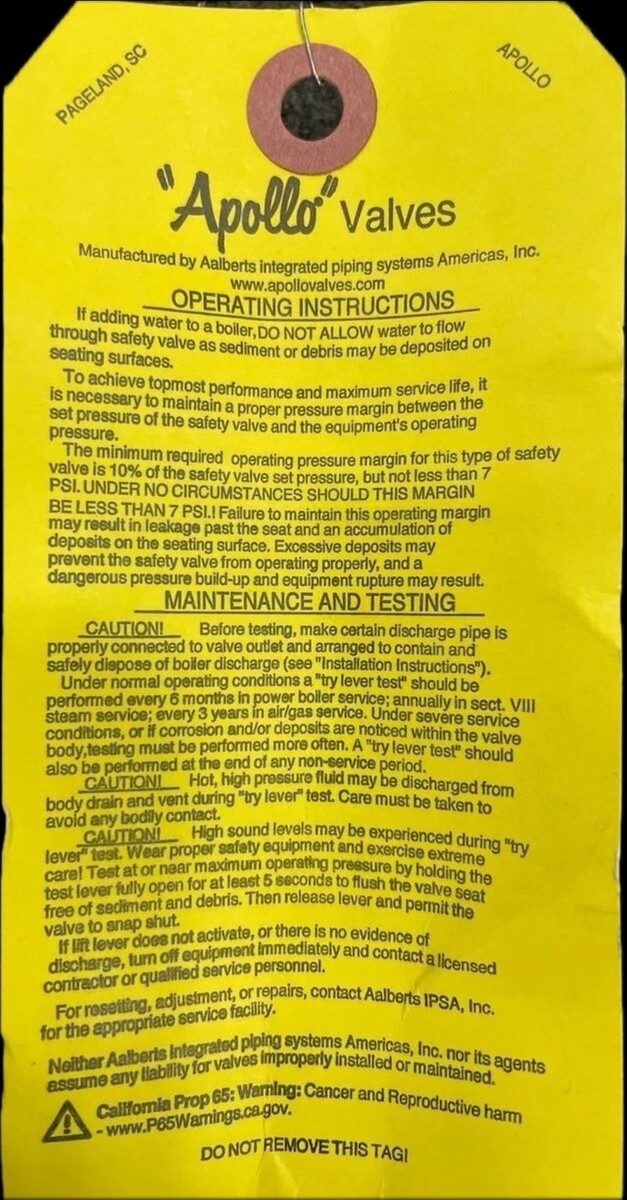 PAGELAND, SC
APOLLO
"Apollo" Valves
Manufactured by Aalberts integrated piping systems Americas, Inc.
www.apollovalves.com
OPERATING INSTRUCTIONS
If adding water to a boiler, DO NOT ALLOW water to flow
through safety valve as sediment or debris may be deposited on
seating surfaces.
To achieve topmost performance and maximum service life, it
is necessary to maintain a proper pressure margin between the
set pressure of the safety valve and the equipment's operating
pressure.
The minimum required operating pressure margin for this type of safety
valve is 10% of the safety valve set pressure, but not less than 7
PSI. UNDER NO CIRCUMSTANCES SHOULD THIS MARGIN
BE LESS THAN 7 PSI.! Failure to maintain this operating margin
may result in leakage past the seat and an accumulation of
deposits on the seating surface. Excessive deposits may
prevent the safety valve from operating properly, and a
dangerous pressure build-up and equipment rupture may result.
MAINTENANCE AND TESTING
CAUTION! Before testing, make certain discharge pipe is
properly connected to valve outlet and arranged to contain and
safely dispose of boiler discharge (see "Installation Instructions").
Under normal operating conditions a "try lever test" should be
performed every 6 months in power boiler service; annually in sect. VIII
steam service; every 3 years in air/gas service. Under severe service
conditions, or if corrosion and/or deposits are noticed within the valve
body,testing must be performed more often. A "try lever test" should
also be performed at the end of any non-service period.
CAUTION! Hot, high pressure fluid may be discharged from
body drain and vent during "try lever" test. Care must be taken to
avoid any bodily contact.
CAUTION! High sound levels may be experienced during "try
lever" test. Wear proper safety equipment and exercise extreme
care! Test at or near maximum operating pressure by holding the
test lever fully open for at least 5 seconds to flush the valve seat
free of sediment and debris. Then release lever and permit the
valve to snap shut.
If lift lever does not activate, or there is no evidence of
discharge, turn off equipment immediately and contact a licensed
contractor or qualified service personnel.
For resetting, adjustment, or repairs, contact Aalberts IPSA, Inc.
for the appropriate service facility.
Neither Aalberts integrated piping systems Americas, Inc. nor its agents
assume any liability for valves improperly installed or maintained.
California Prop 65: Warning: Cancer and Reproductive harm
- www.P65Warnings.ca.gov.
DO NOT REMOVE THIS TAG!